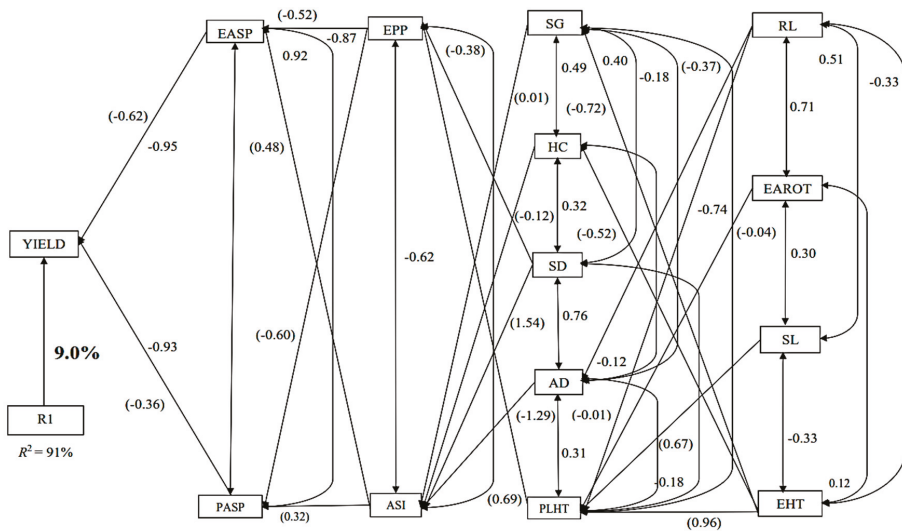 (-0.52)
EASP
EPP
SG
RL
-0.87
0.92
(-0.38)
0.49
0.40
-0.18
(-0.37)
0.51
-0.33
(-0.62)
(0.01)
(-0.72)
0.71
-0.95
(0.48)
HC
EAROT
(-0.12)
0.32
(-0.52)
-0.74
(-0.04)
YIELD
-0.62
SD
0.30
9.0%
-0.93
(-0.60)
(1.54)
0.76
-0.12
SL
(-0.36)
AD
R1
(-1.29)
(-0.01)
(0.67)
-0.33
R² = 91%
0.31
-0.18
0.12
PASP
(0.32)
ASI
(0.69)
PLHT
(0.96)
EHT